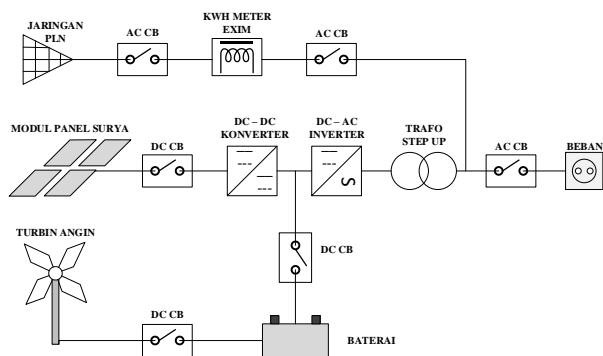 JARINGAN
PLN
AC CB
KWH METER
EXIM
AC CB
MODUL PANEL SURYA
DC CB
DC – DC
KONVERTER
DC – AC
INVERTER
TRAFO
STEP UP
AC CB
BEBAN
TURBIN ANGIN
DC CB
DC CB
BATERAI